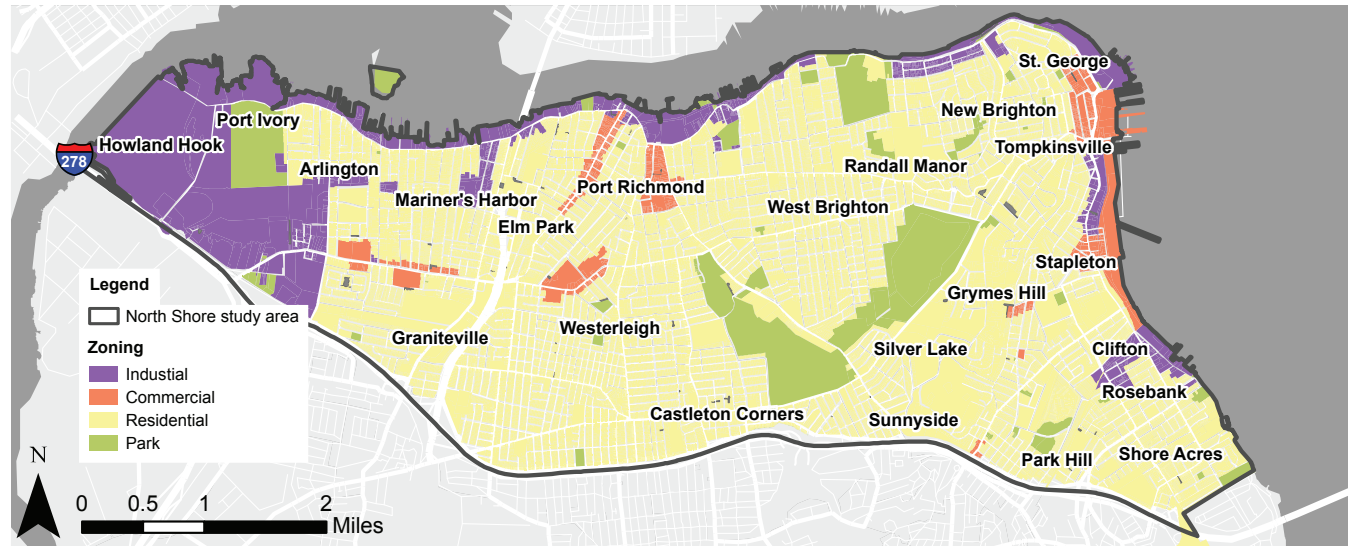 St. George
Port Ivory
New Brighton
Howland Hook
Tompkinsville
278
Arlington
Randall Manor
Port Richmond
Mariner's Harbor
West Brighton
Elm Park
Stapleton
Legend
Grymes Hill
North Shore study area
Westerleigh
Graniteville
Zoning
Silver Lake
Clifton
Industial
Commercial
Rosebank
Residential
Castleton Corners
Sunnyside
Park
Shore Acres
Park Hill
N
0 0.5 1 2
Miles